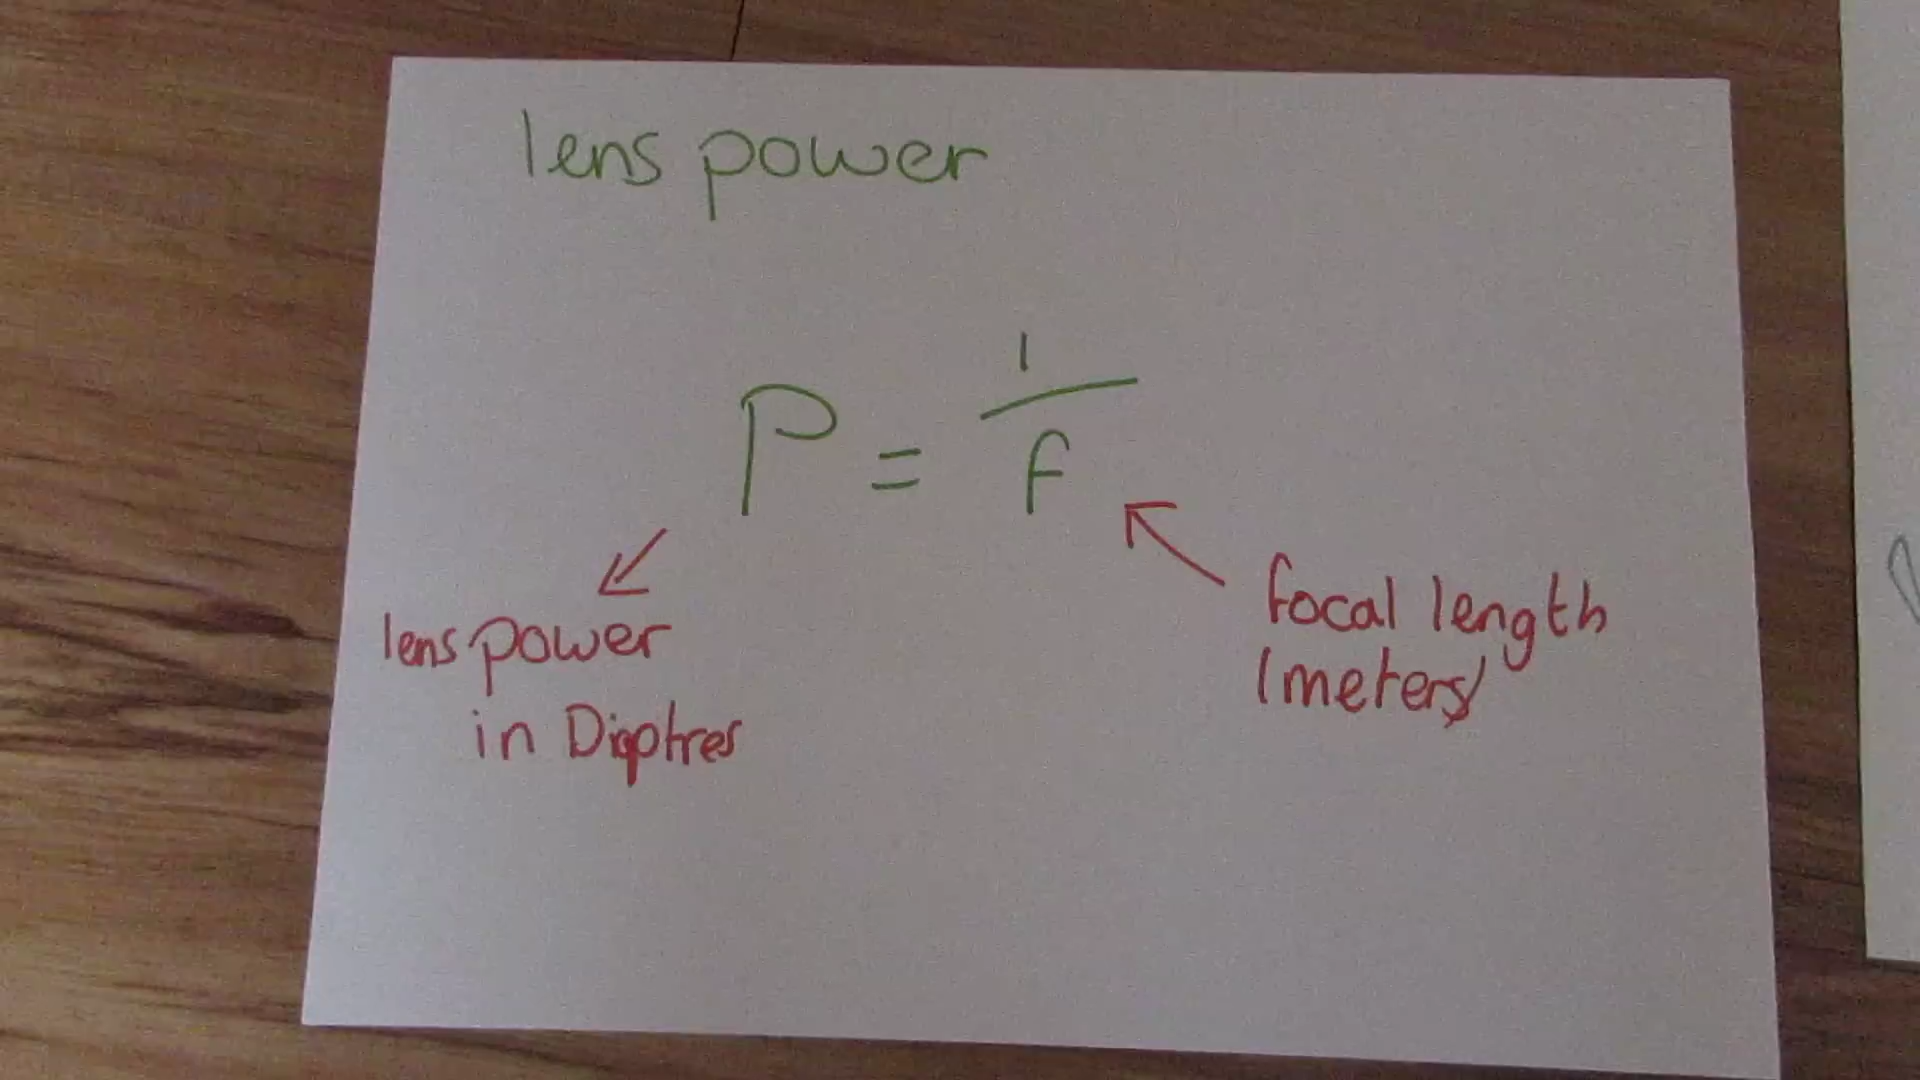 lens power
P = 1/f
lens power
in Dioptres
focal length
(meters)